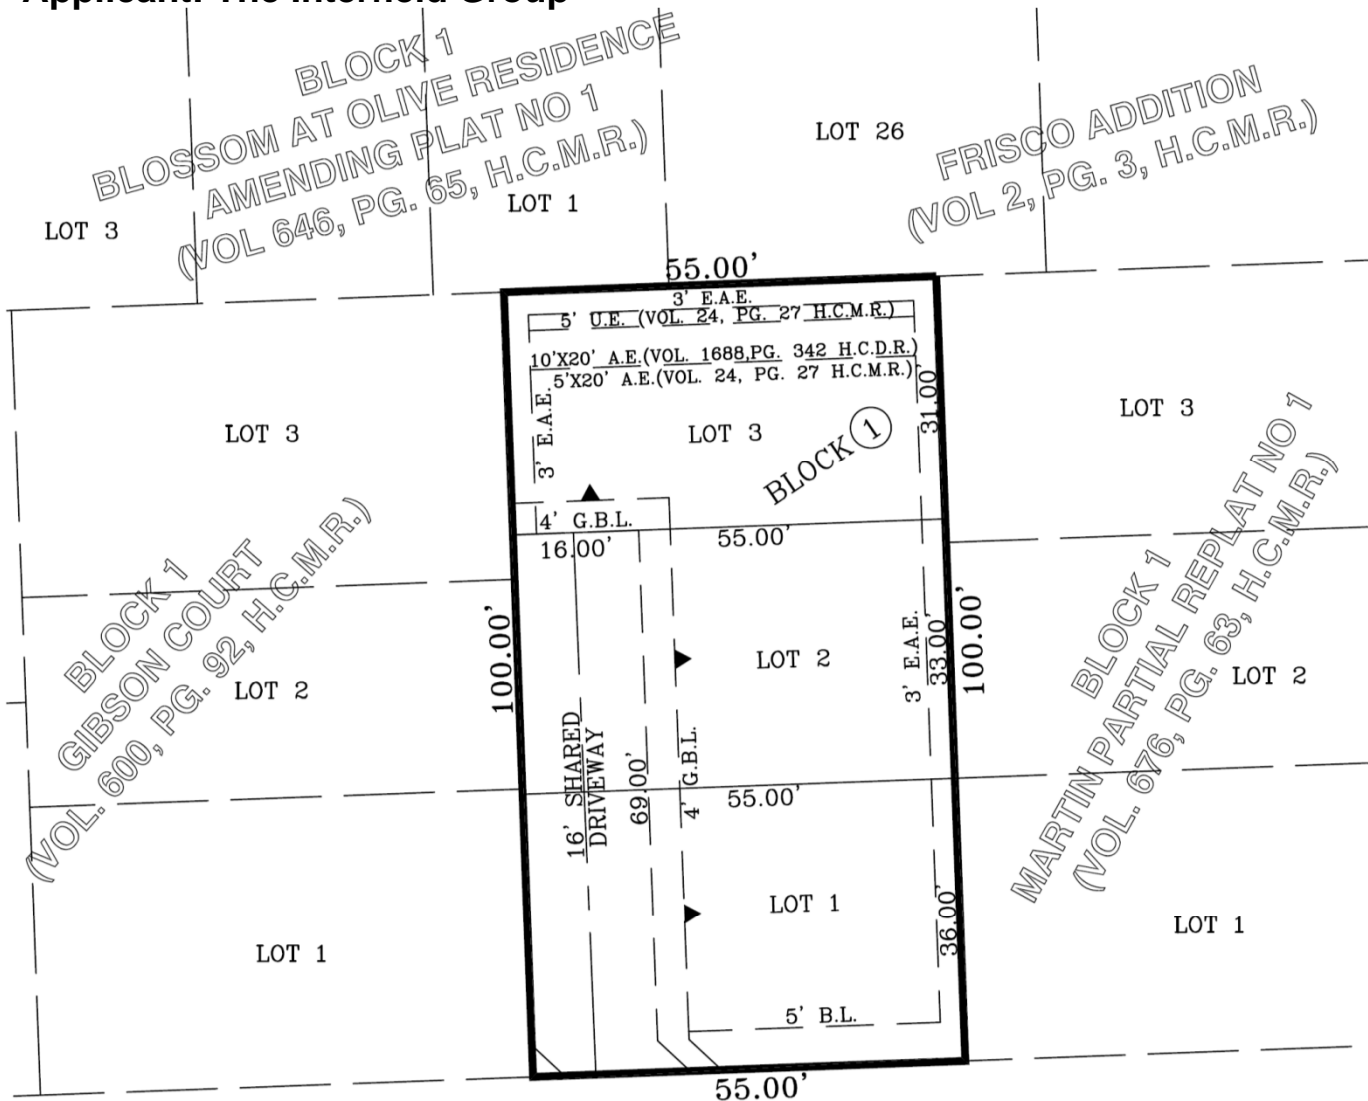 Applicant: The Interfield Group
BLOCK 1
BLOSSOM AT OLIVE RESIDENCE
AMENDING PLAT NO 1
(VOL 646, PG. 65, H.C.M.R.)
LOT 3
LOT 1
LOT 26
FRISCO ADDITION
(VOL 2, PG. 3, H.C.M.R.)
55.00'
3' E.A.E.
5' U.E. (VOL. 24, PG. 27 H.C.M.R.)
10'X20' A.E.(VOL. 1688,PG. 342 H.C.D.R.)
5'X20' A.E.(VOL. 24, PG. 27 H.C.M.R.)
3' E.A.E.
31.00'
LOT 3
LOT 3
BLOCK 1
LOT 3
4' G.B.L.
16.00'
55.00'
BLOCK 1
GIBSON COURT
(VOL. 600, PG. 92, H.C.M.R.)
LOT 2
100.00'
LOT 2
3' E.A.E.
33.00'
100.00'
BLOCK 1
MARTIN PARTIAL REPLAT NO 1
(VOL. 676, PG. 63, H.C.M.R.)
LOT 2
16' SHARED
DRIVEWAY
69.00'
4' G.B.L.
55.00'
LOT 1
LOT 1
36.00'
LOT 1
5' B.L.
55.00'